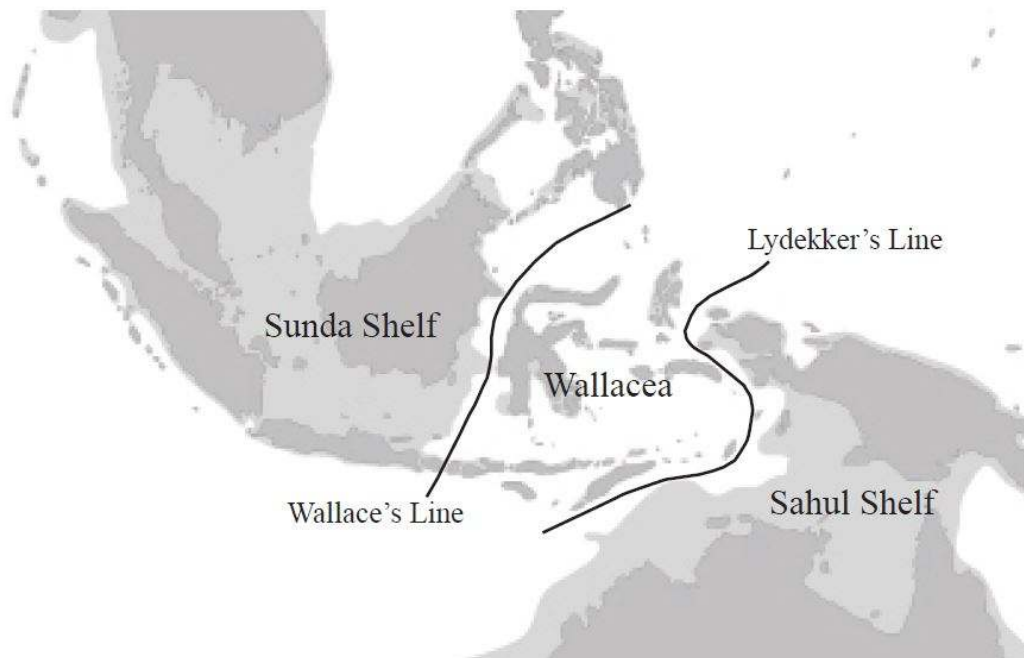 Lydekker’s Line
Sunda Shelf
Wallacea
Wallace’s Line
Sahul Shelf